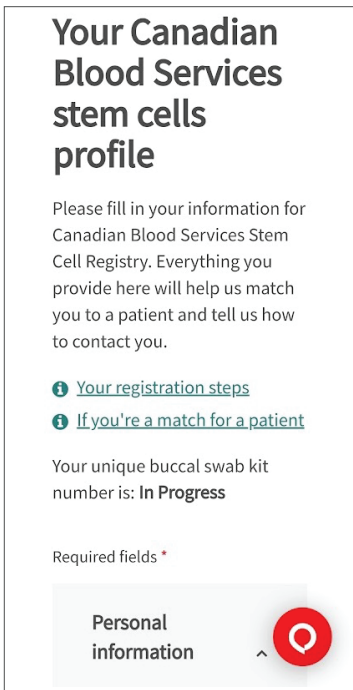 Your Canadian
Blood Services
stem cells
profile
Please fill in your information for
Canadian Blood Services Stem
Cell Registry. Everything you
provide here will help us match
you to a patient and tell us how
to contact you.
Your registration steps
If you're a match for a patient
Your unique buccal swab kit
number is: In Progress
Required fields *
Personal
information